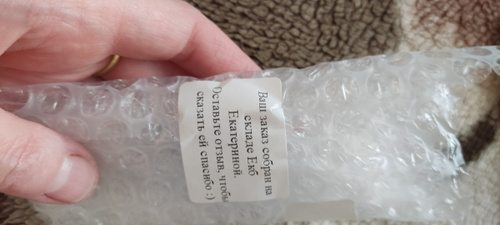 Ваш заказ собран на
складе Екб
Екатериной.
Оставьте отзыв, чтобы
сказать ей спасибо :)